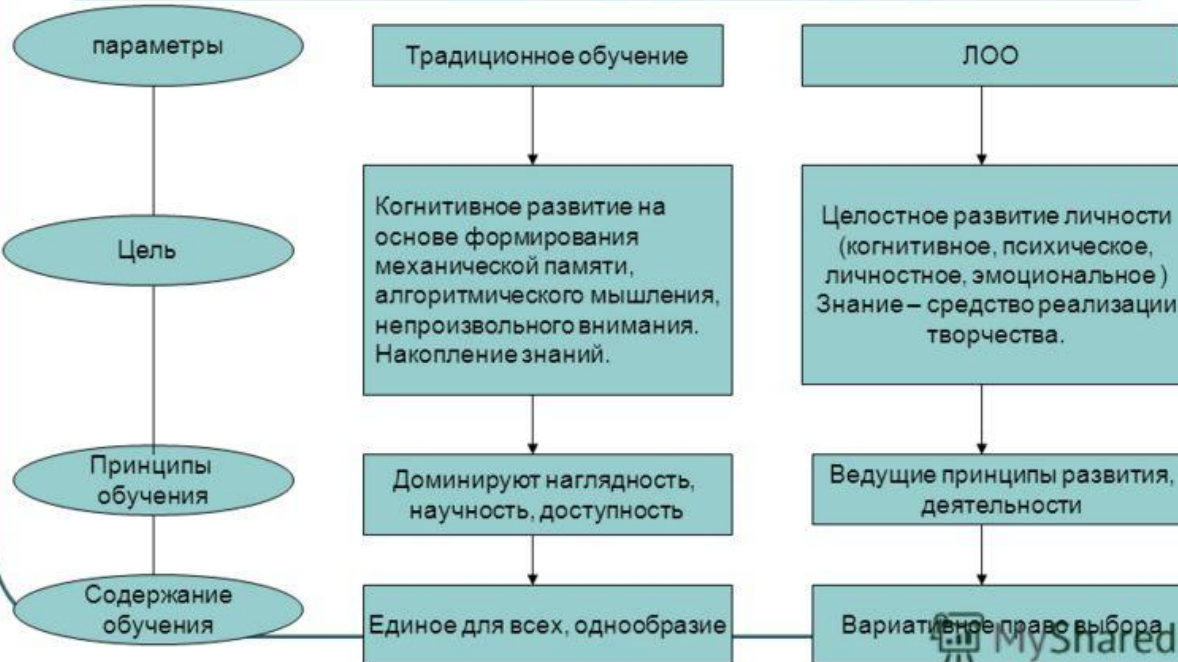 параметры
Традиционное обучение
ЛОО
Цель
Когнитивное развитие на
основе формирования
механической памяти,
алгоритмического мышления,
непроизвольного внимания.
Накопление знаний.
Целостное развитие личности
(когнитивное, психическое,
личностное, эмоциональное )
Знание – средство реализации
творчества.
Принципы
обучения
Доминируют наглядность,
научность, доступность
Ведущие принципы развития,
деятельности
Содержание
обучения
Единое для всех, однообразие
Вариативное право выбора
MyShared